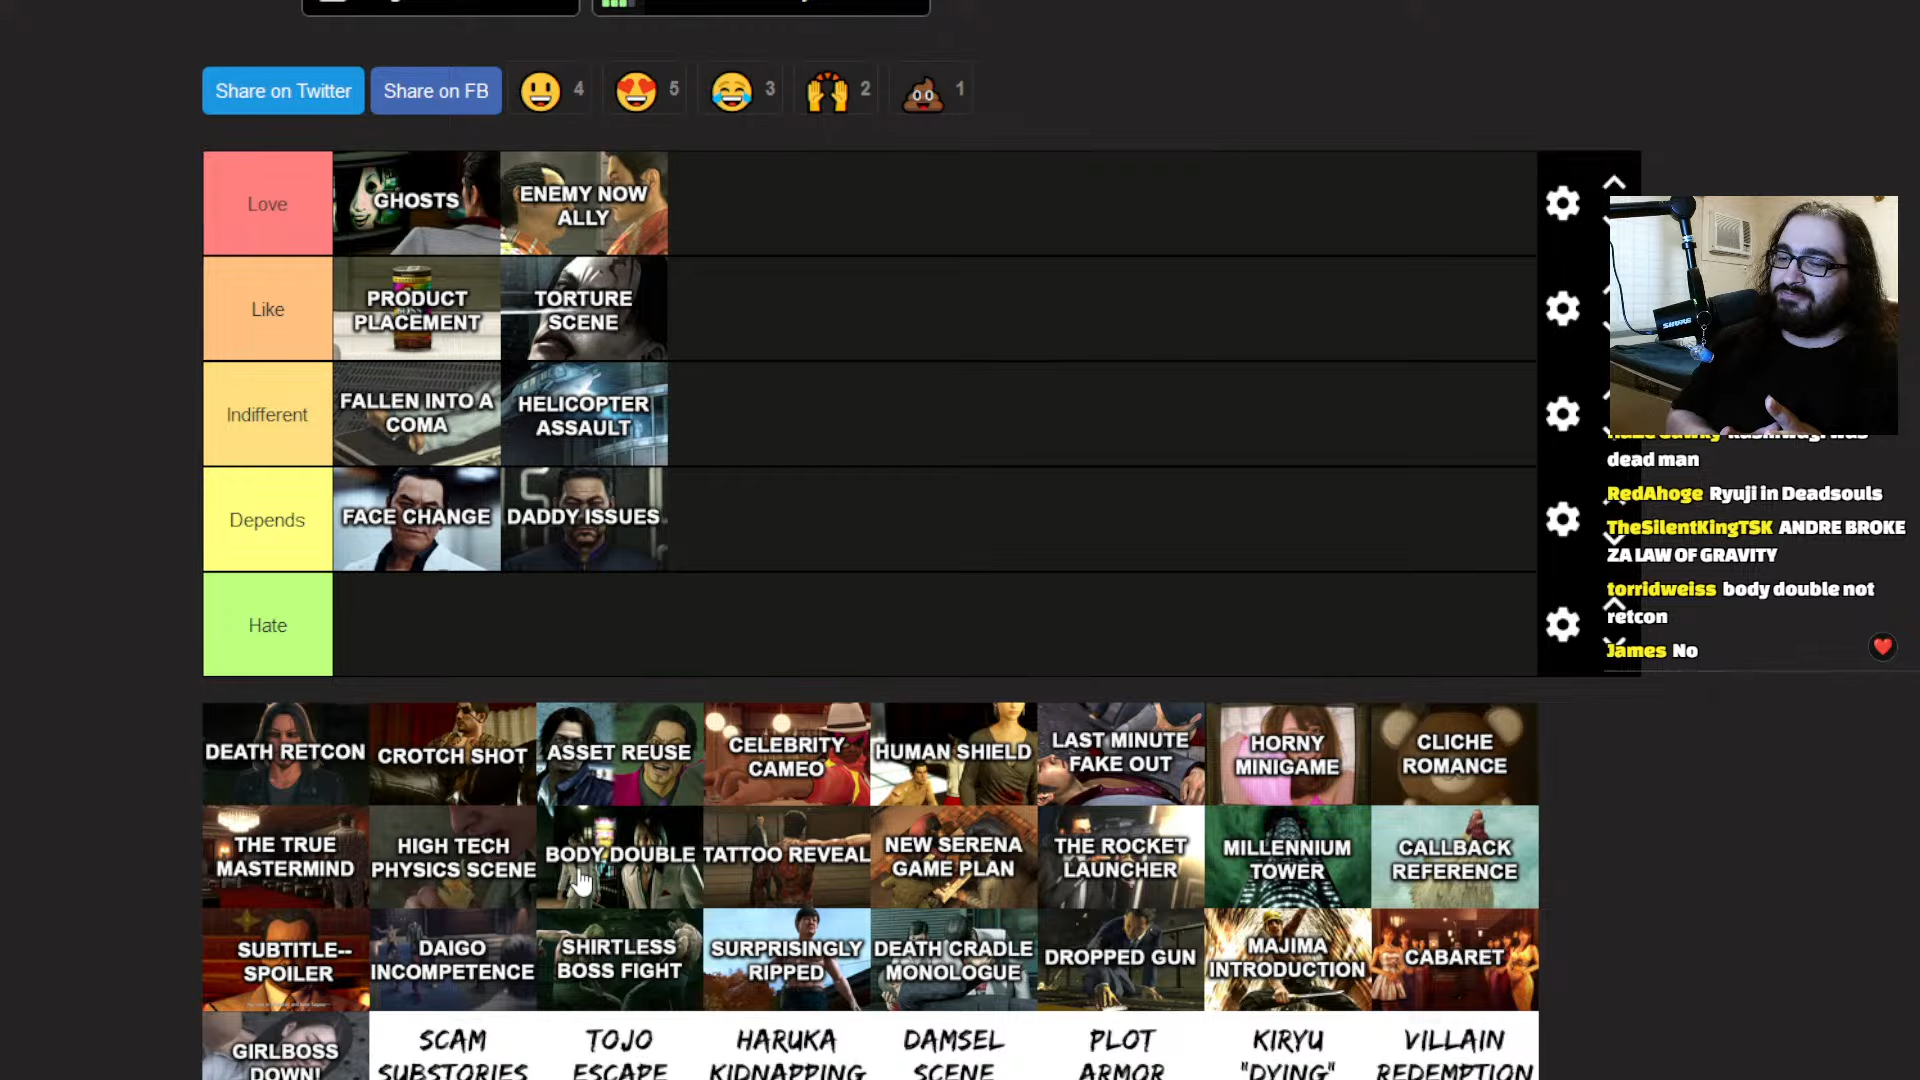 Share on Twitter
Share on FB
4
5
3
2
1
Love
GHOSTS
ENEMY NOW
ALLY
Like
PRODUCT
PLACEMENT
TORTURE
SCENE
Indifferent
FALLEN INTO A
COMA
HELICOPTER
ASSAULT
Depends
FACE CHANGE
DADDY ISSUES
Hate
SHURE
dead man
RedAhoge Ryuji in Deadsouls
TheSilentKingTSK ANDRE BROKE
ZA LAW OF GRAVITY
torridweiss body double not
retcon
James No
DEATH RETCON
CROTCH SHOT
ASSET REUSE
CELEBRITY
CAMEO
HUMAN SHIELD
LAST MINUTE
FAKE OUT
HORNY
MINIGAME
CLICHE
ROMANCE
THE TRUE
MASTERMIND
HIGH TECH
PHYSICS SCENE
BODY DOUBLE
TATTOO REVEAL
NEW SERENA
GAME PLAN
THE ROCKET
LAUNCHER
MILLENNIUM
TOWER
CALLBACK
REFERENCE
SUBTITLE--
SPOILER
DAIGO
INCOMPETENCE
SHIRTLESS
BOSS FIGHT
SURPRISINGLY
RIPPED
DEATH CRADLE
MONOLOGUE
DROPPED GUN
MAJIMA
INTRODUCTION
CABARET
GIRLBOSS
DOWN!
SCAM
SUBSTORIES
TOJO
ESCAPE
HARUKA
KIDNAPPING
DAMSEL
SCENE
PLOT
ARMOR
KIRYU
"DYING"
VILLAIN
REDEMPTION